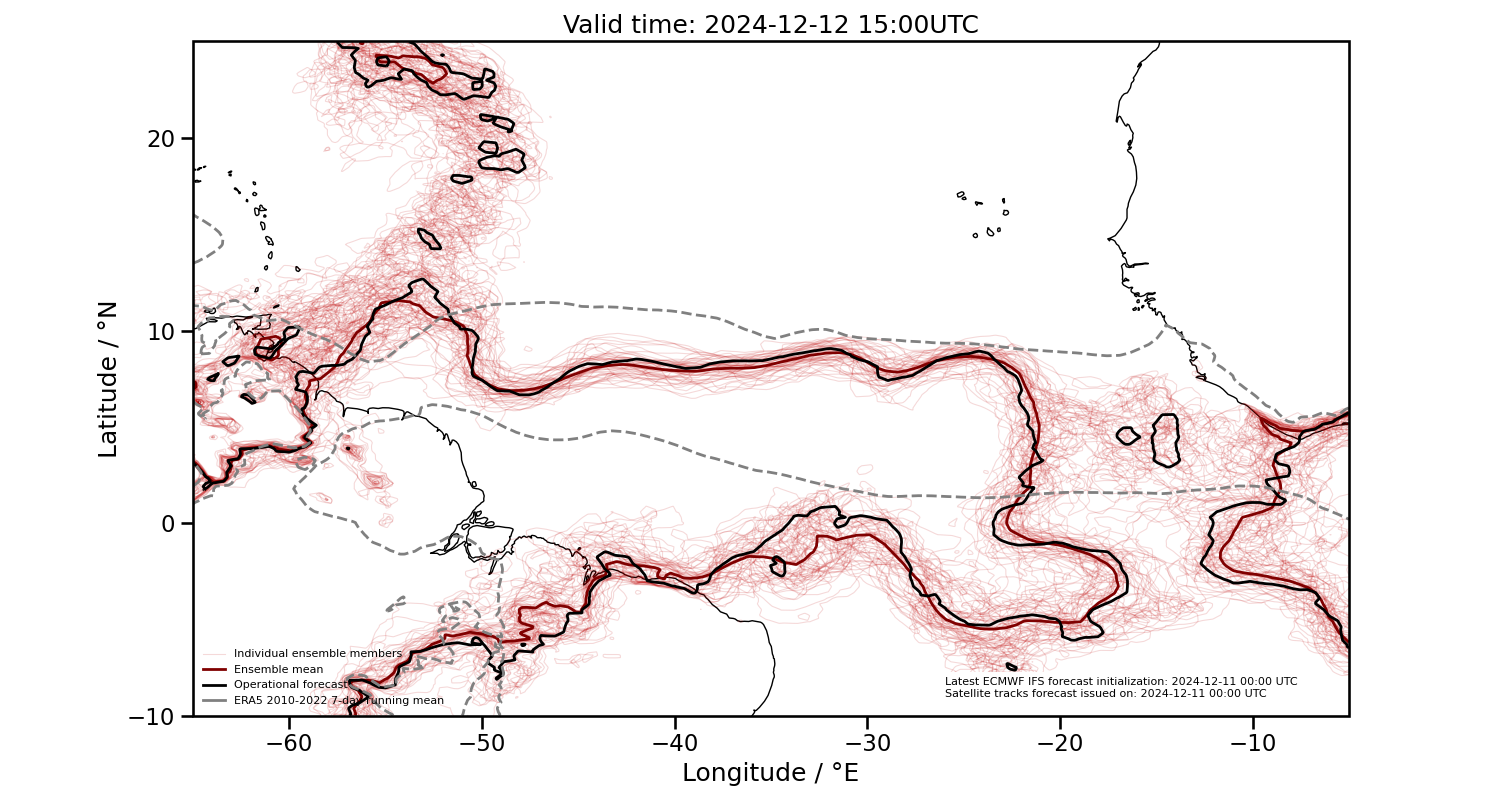 Valid time: 2024-12-12 15:00UTC
20
10
0
−10
Latitude / °N
Individual ensemble members
Ensemble mean
Operational forecast
ERA5 2010-2022 7-day running mean
Latest ECMWF IFS forecast initialization: 2024-12-11 00:00 UTC
Satellite tracks forecast issued on: 2024-12-11 00:00 UTC
−60 −50 −40 −30 −20 −10
Longitude / °E